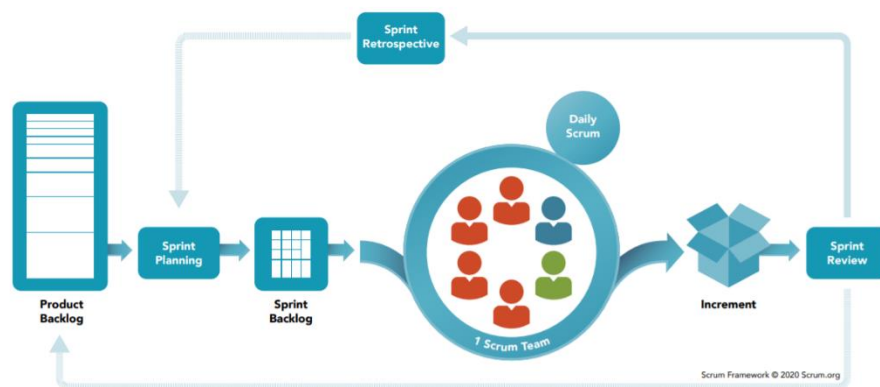 Sprint
Retrospective
Daily
Scrum
Sprint
Planning
Sprint
Review
Product
Backlog
Sprint
Backlog
Increment
1 Scrum Team
Scrum Framework © 2020 Scrum.org